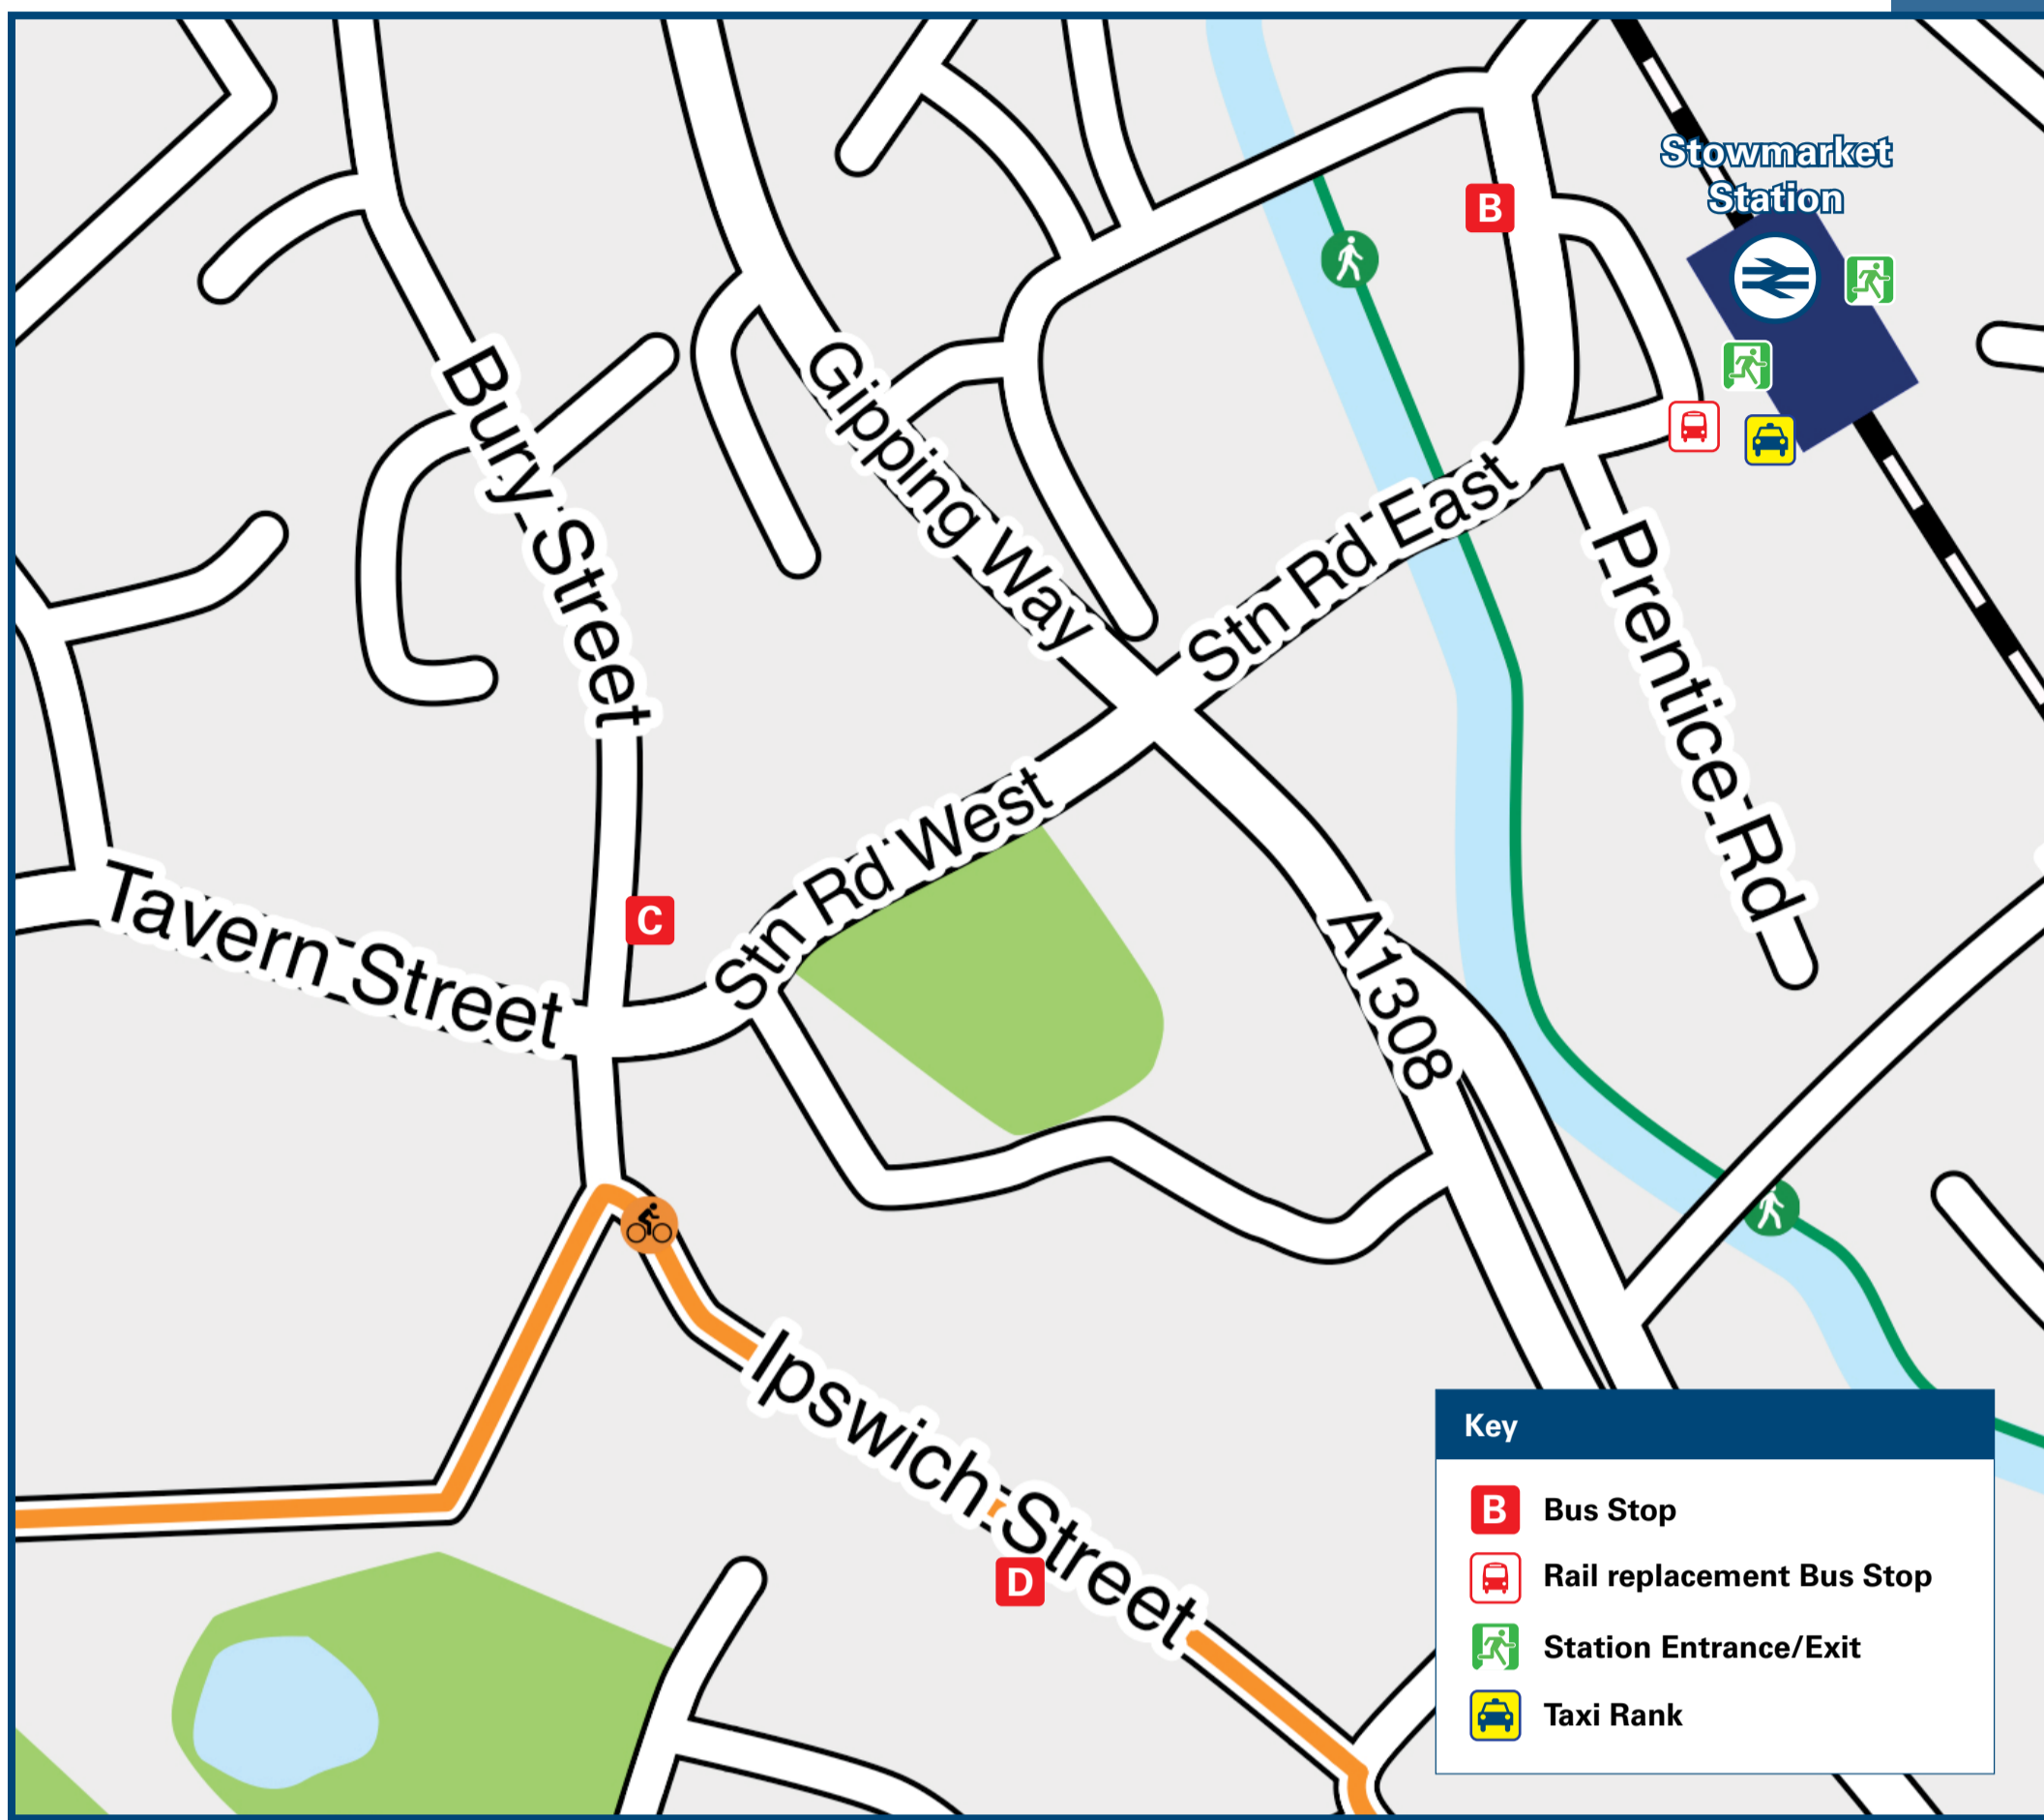 Stowmarket
Station
B
Bury Street
Gipping Way
Stn Rd East
Prentice Rd
Stn Rd West
Tavern Street
C
A1308
Ipswich Street
D
Key
B Bus Stop
Rail replacement Bus Stop
Station Entrance/Exit
Taxi Rank